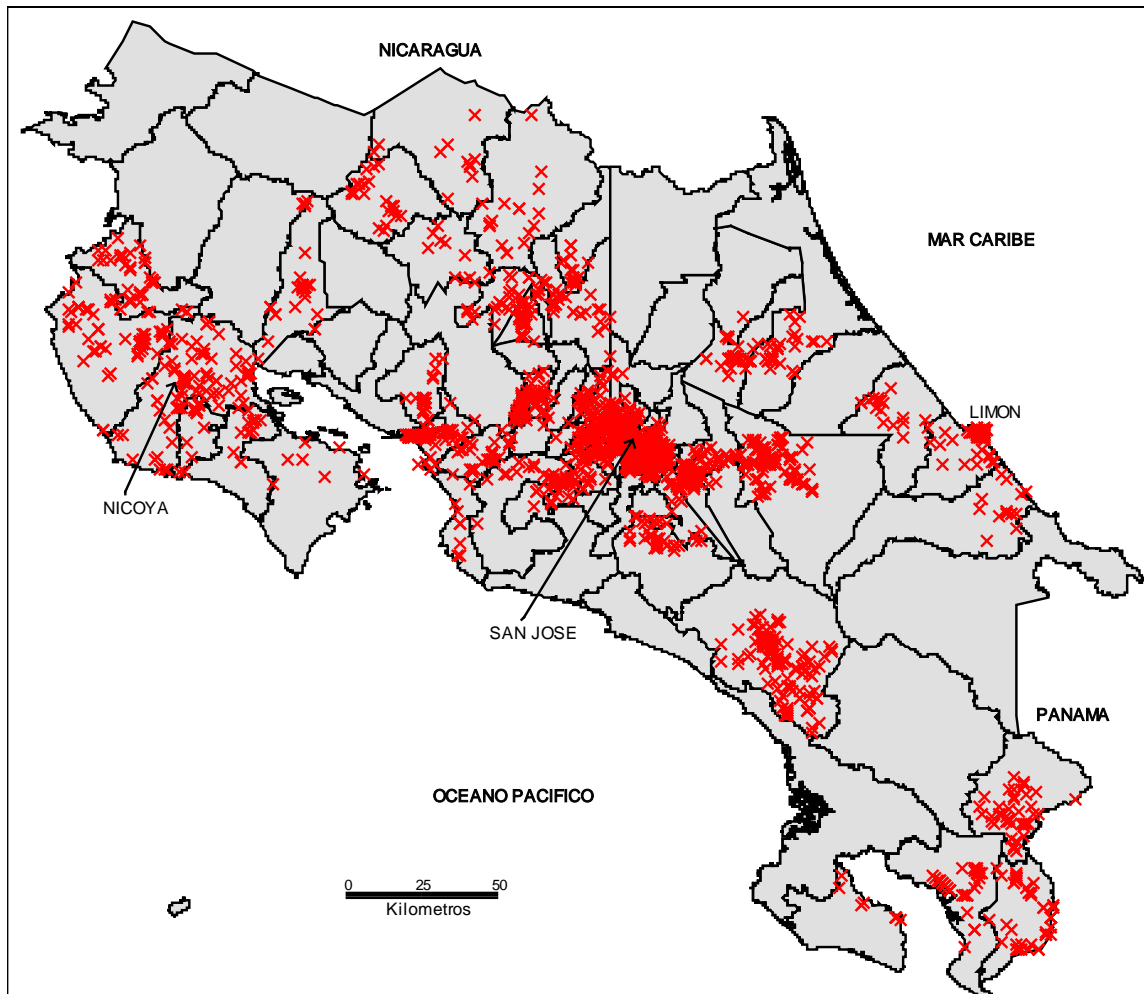 NICARAGUA
MAR CARIBE
LIMON
NICOYA
SAN JOSE
PANAMA
OCEANO PACIFICO
0 25 50
Kilometros